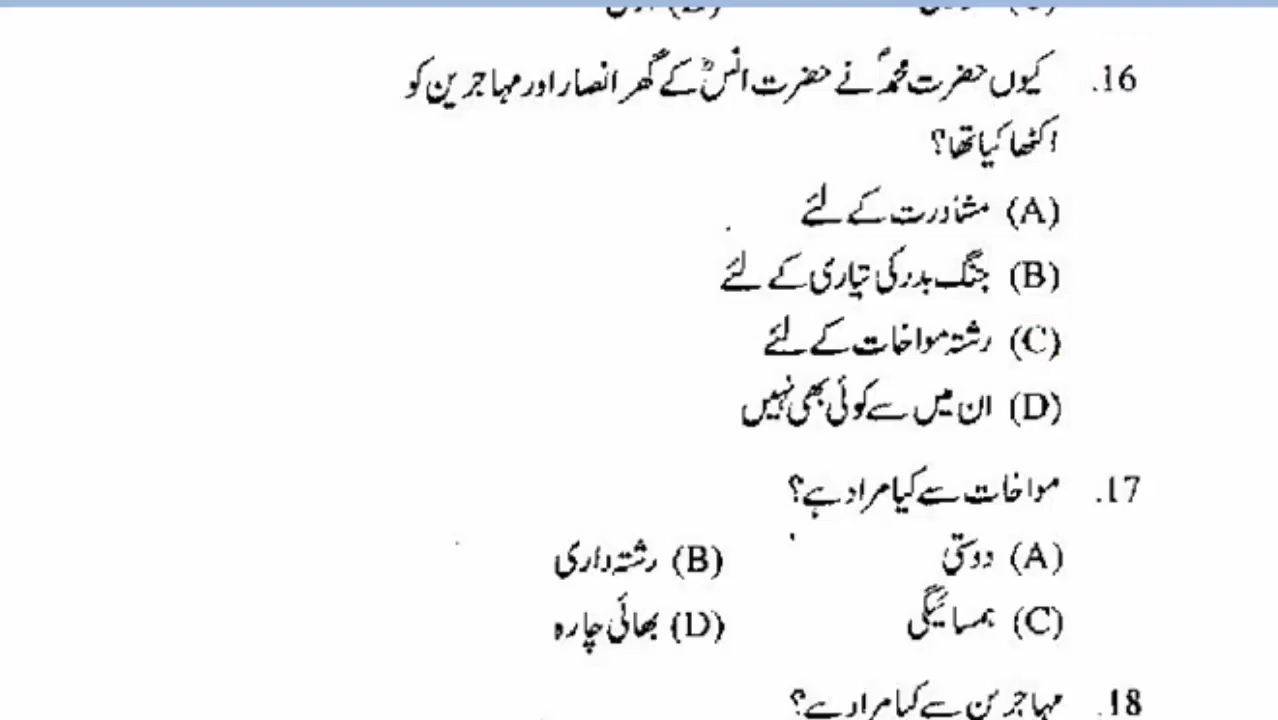 16. کیوں حضرت محمدؐ نے حضرت انسؓ کے گھر انصار اور مہاجرین کو
اکٹھا کیا تھا؟
(A) مشاورت کے لئے
(B) جنگ بدر کی تیاری کے لئے
(C) رشتہ مواخات کے لئے
(D) ان میں سے کوئی بھی نہیں
17. مواخات سے کیا مراد ہے؟
(A) دوستی (B) رشتہ داری
(C) ہمسائیگی (D) بھائی چارہ
18. مہاجرین سے کیا مراد ہے؟